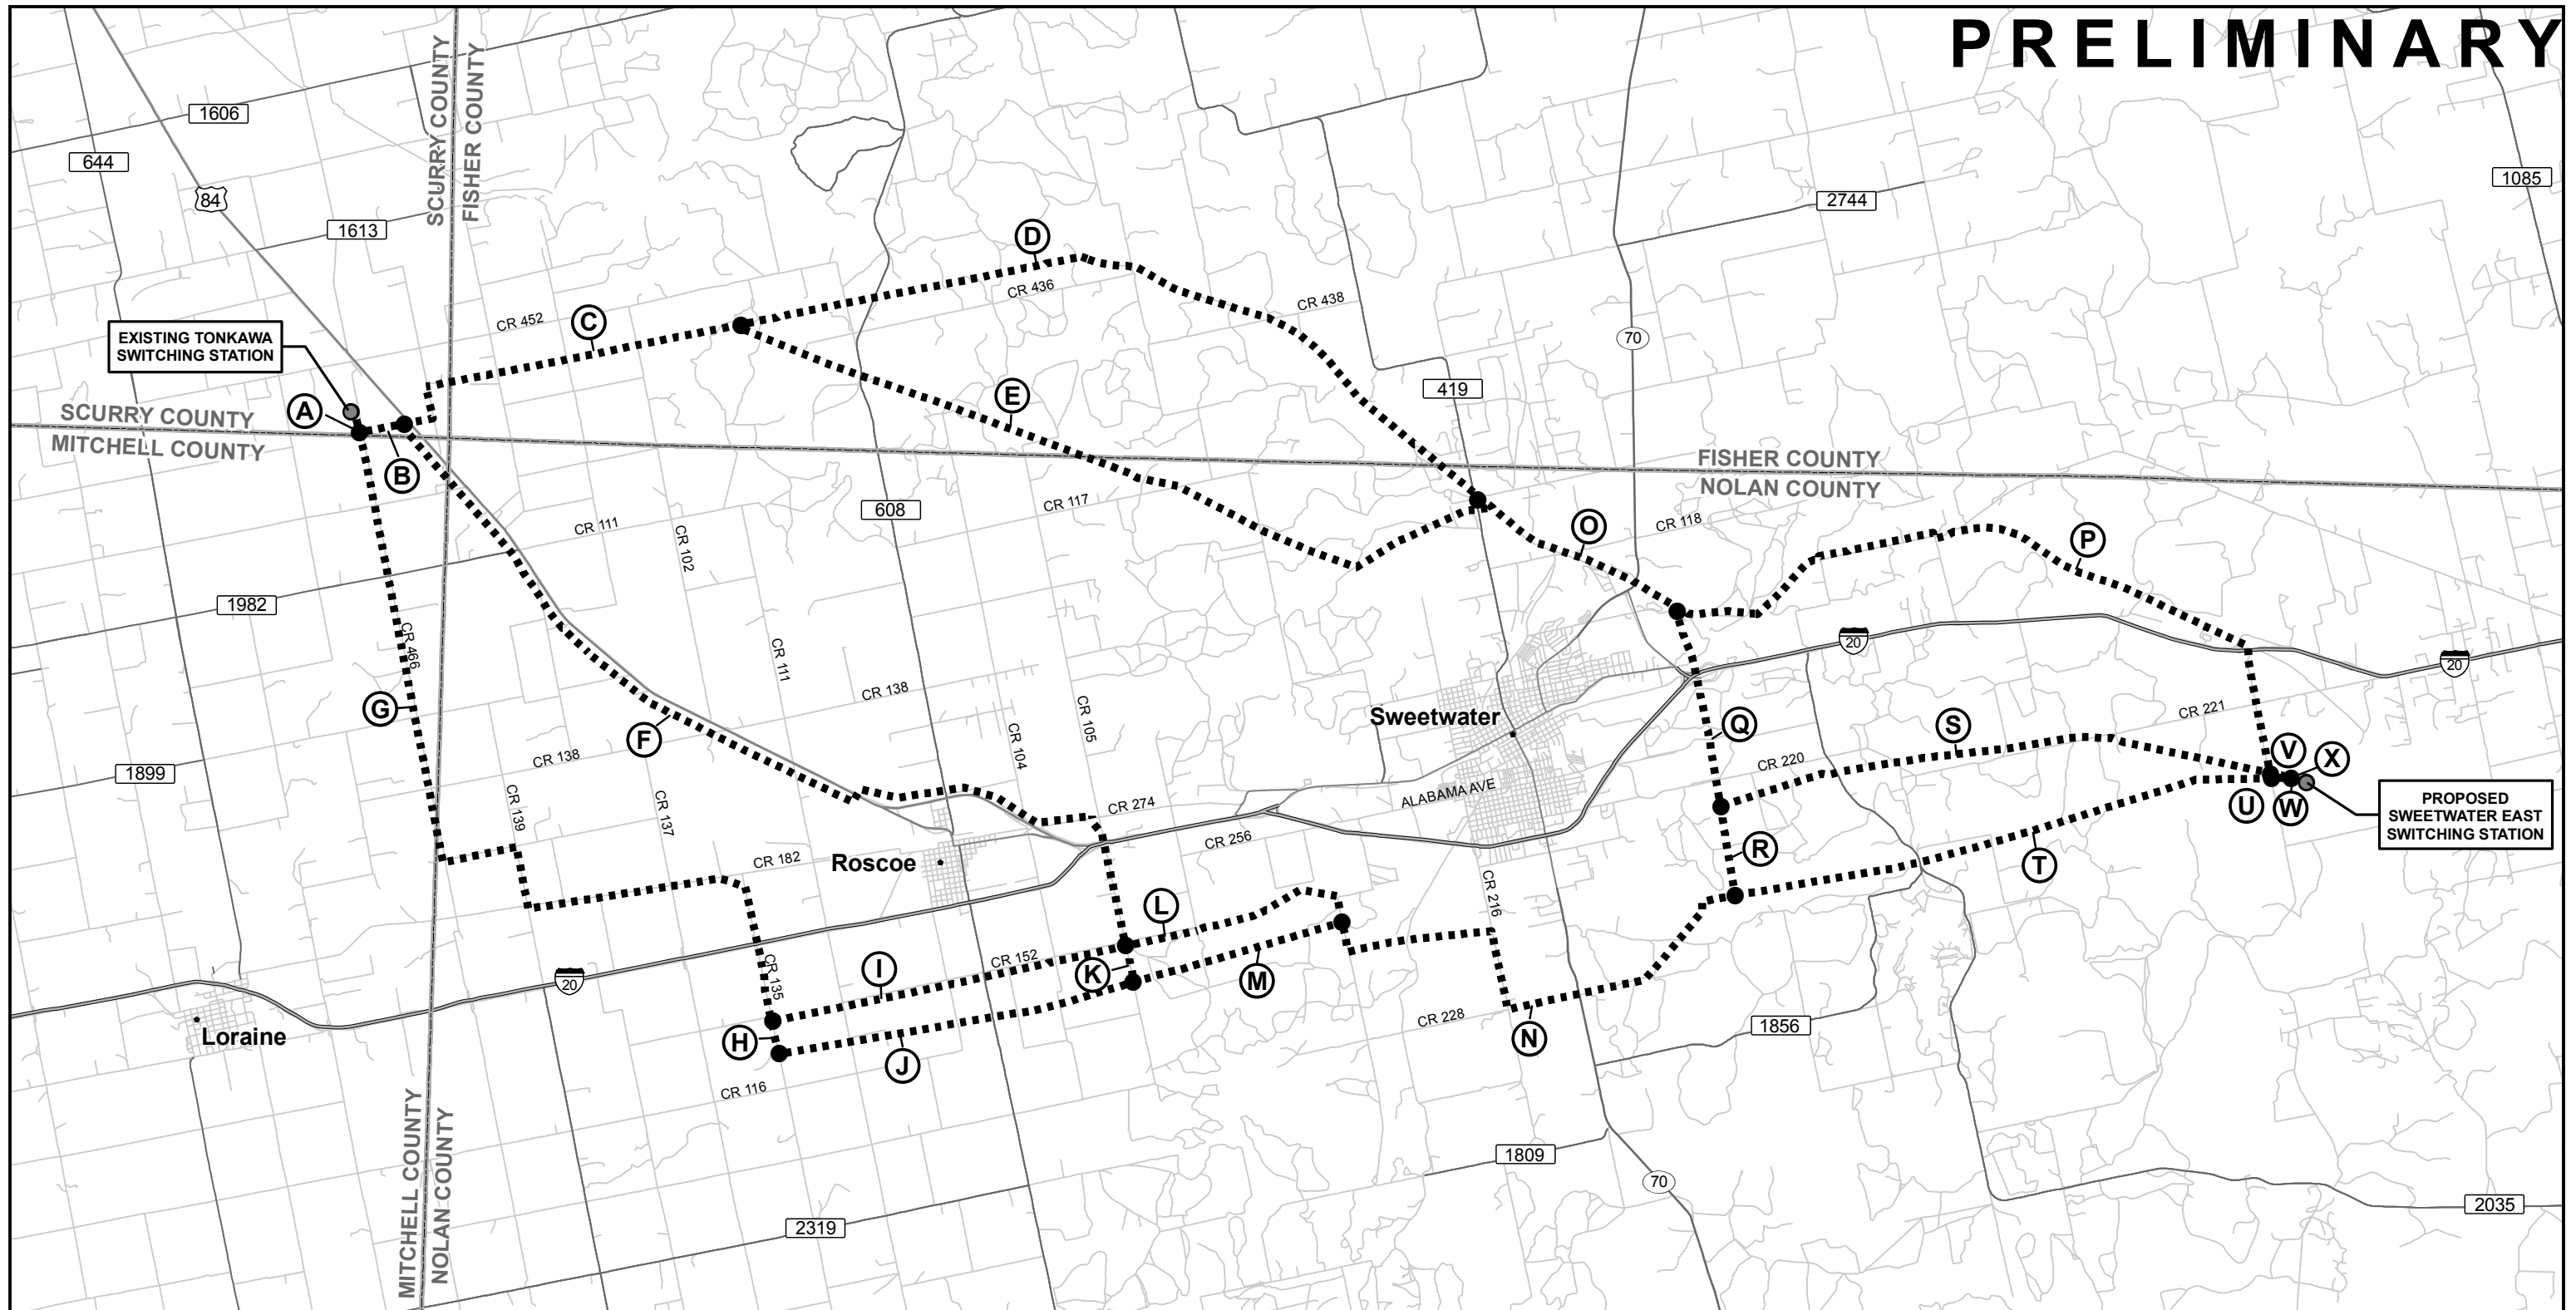 PRELIMINARY
SCURRY COUNTY
FISHER COUNTY
1606
644
84
1613
1085
2744
D
CR 436
CR 438
CR 452
C
70
EXISTING TONKAWA
SWITCHING STATION
E
419
SCURRY COUNTY
MITCHELL COUNTY
A
B
FISHER COUNTY
NOLAN COUNTY
CR 117
608
CR 111
CR 102
O
CR 118
P
1982
CR 466
CR 111
20
20
G
F
CR 138
CR 105
CR 104
Sweetwater
Q
S
CR 221
1899
CR 138
CR 139
CR 137
CR 274
ALABAMA AVE
CR 220
V
X
U
W
PROPOSED
SWEETWATER EAST
SWITCHING STATION
CR 182
Roscoe
CR 256
R
T
CR 216
L
CR 152
I
K
M
CR 135
20
Loraine
H
J
CR 228
N
1856
CR 116
MITCHELL COUNTY
NOLAN COUNTY
1809
70
2319
2035